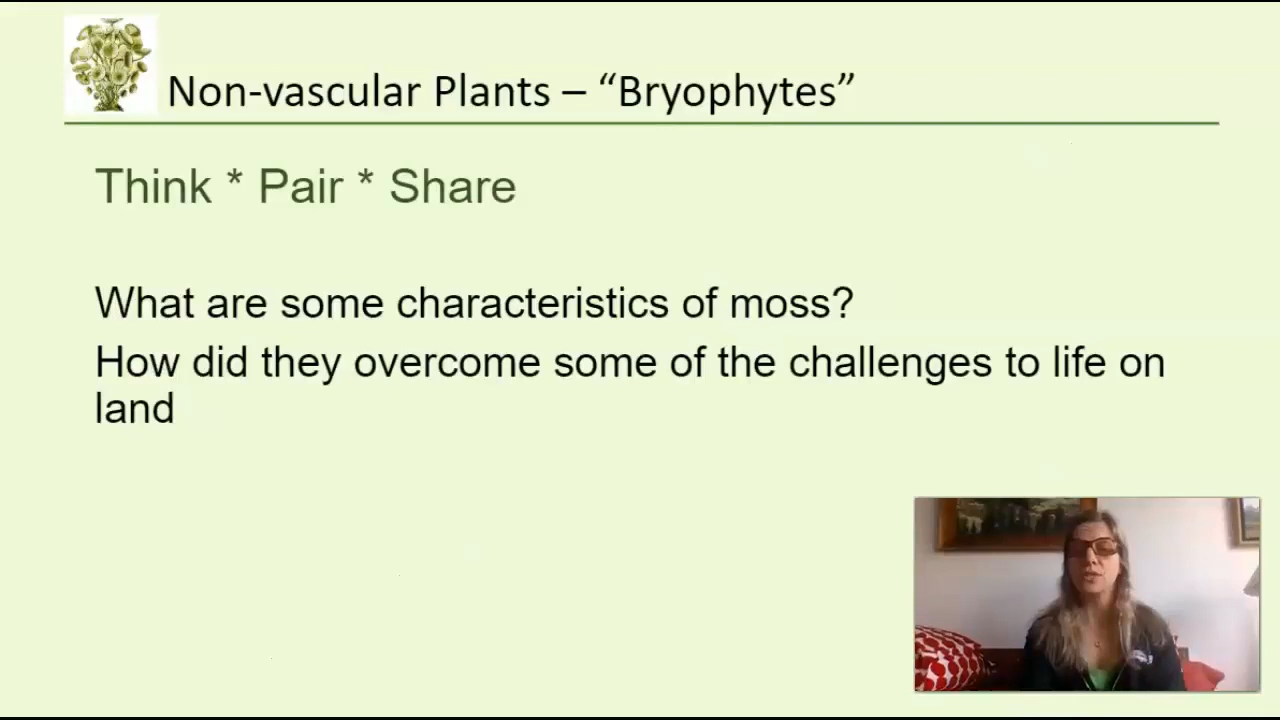 Non-vascular Plants – “Bryophytes”
Think * Pair * Share
What are some characteristics of moss?
How did they overcome some of the challenges to life on
land